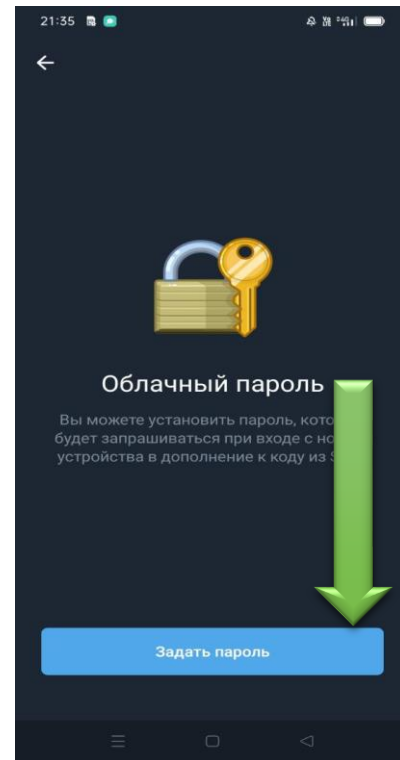 21:35
Облачный пароль
Вы можете установить пароль,
будет запрашиваться при входе с
устройства в дополнение к коду из
Задать пароль